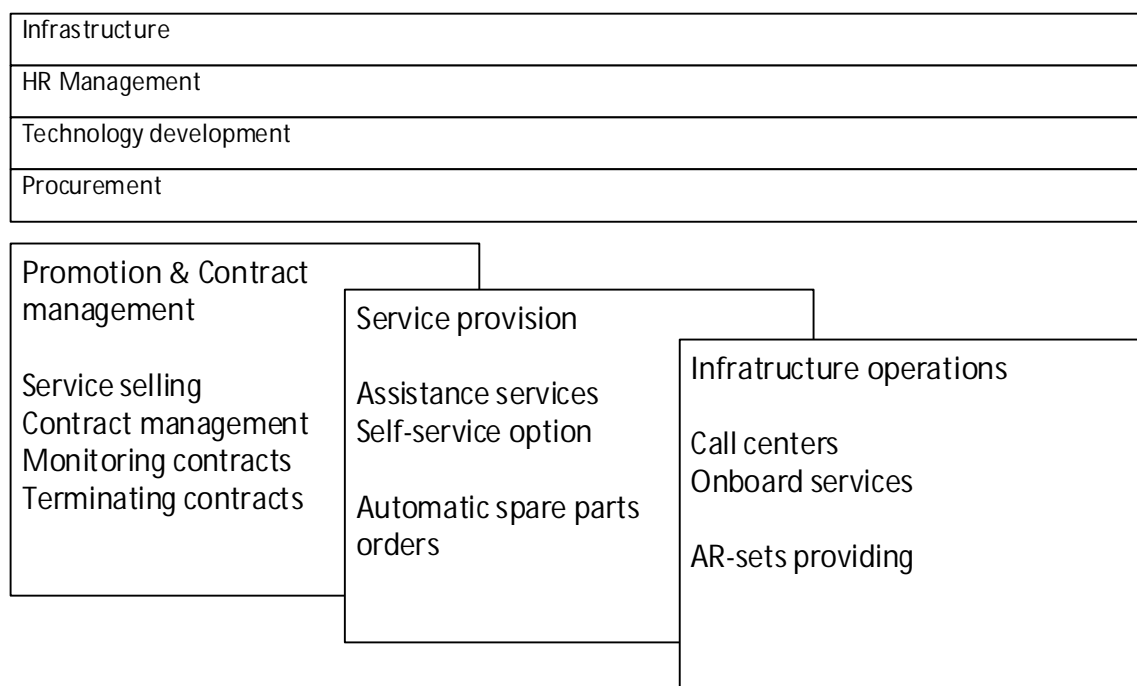 Infrastructure
HR Management
Technology development
Procurement
Promotion & Contract
management
Service selling
Contract management
Monitoring contracts
Terminating contracts
Service provision
Assistance services
Self-service option
Automatic spare parts
orders
Infratructure operations
Call centers
Onboard services
AR-sets providing